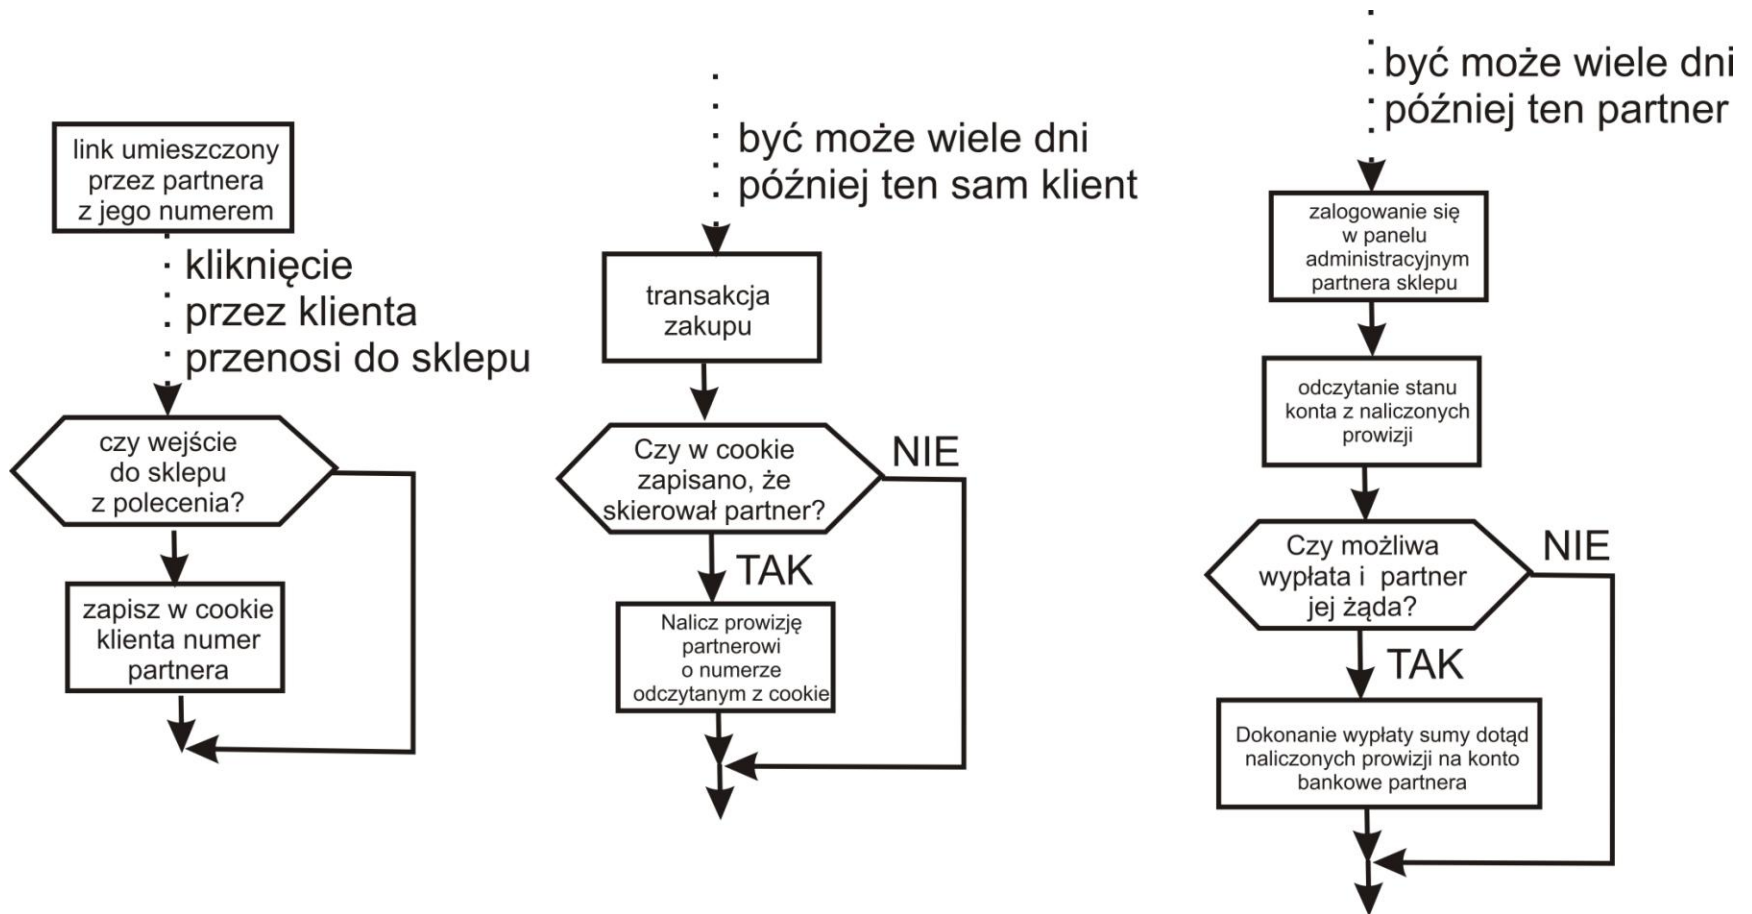 link umieszczony
przez partnera
z jego numerem
kliknięcie
przez klienta
przenosi do sklepu
czy wejście
do sklepu
z polecenia?
zapisz w cookie
klienta numer
partnera
być może wiele dni
później ten sam klient
transakcja
zakupu
Czy w cookie
zapisano, że
skierował partner?
NIE
TAK
Nalicz prowizję
partnerowi
o numerze
odczytanym z cookie
być może wiele dni
później ten partner
zalogowanie się
w panelu
administracyjnym
partnera sklepu
odczytanie stanu
konta z naliczonych
prowizji
Czy możliwa
wypłata i partner
jej żąda?
NIE
TAK
Dokonanie wypłaty sumy dotąd
naliczonych prowizji na konto
bankowe partnera